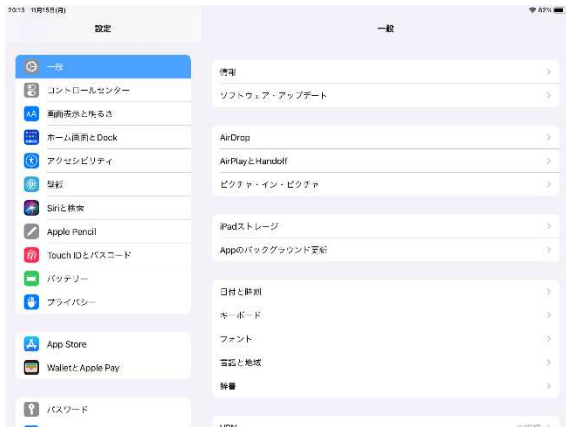 20:13 11月15日(月)
82%
設定
一般
コントロールセンター
画面表示と明るさ
ホーム画面とDock
アクセシビリティ
壁紙
Siriと検索
Apple Pencil
Touch IDとパスコード
バッテリー
プライバシー
App Store
WalletとApple Pay
パスワード
一般
情報
ソフトウェア・アップデート
AirDrop
AirPlayとHandoff
ピクチャ・イン・ピクチャ
iPadストレージ
Appのバックグラウンド更新
日付と時刻
キーボード
フォント
言語と地域
辞書
VPN